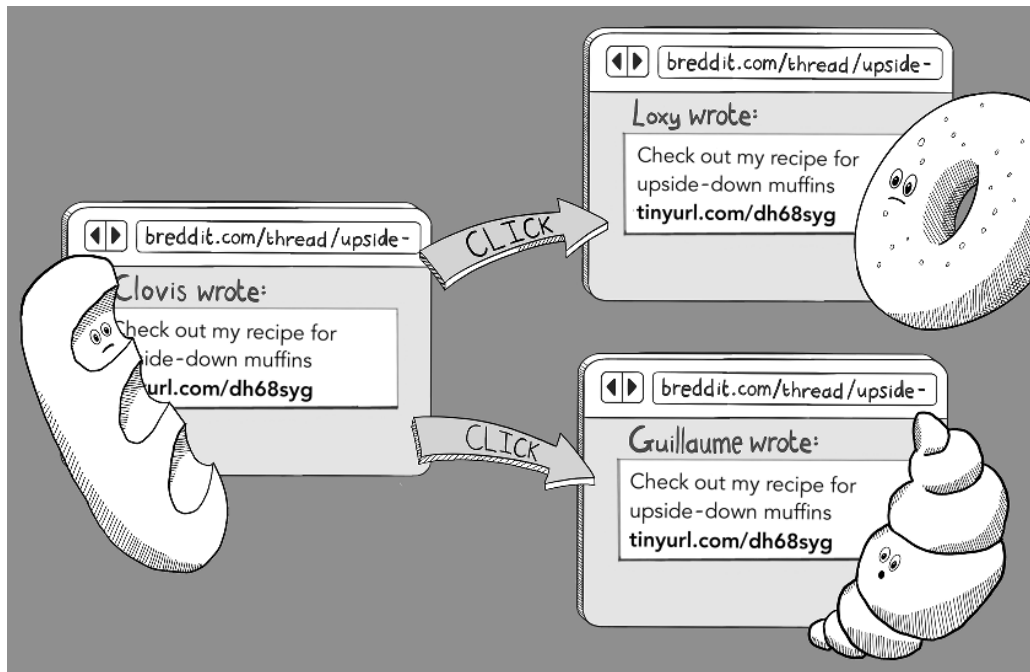 breddit.com/thread/upside-
Clovis wrote:
Check out my recipe for
side-down muffins
url.com/dh68syg
CLICK
breddit.com/thread/upside-
Loxy wrote:
Check out my recipe for
upside-down muffins
tinyurl.com/dh68syg
CLICK
breddit.com/thread/upside-
Guillaume wrote:
Check out my recipe for
upside-down muffins
tinyurl.com/dh68syg